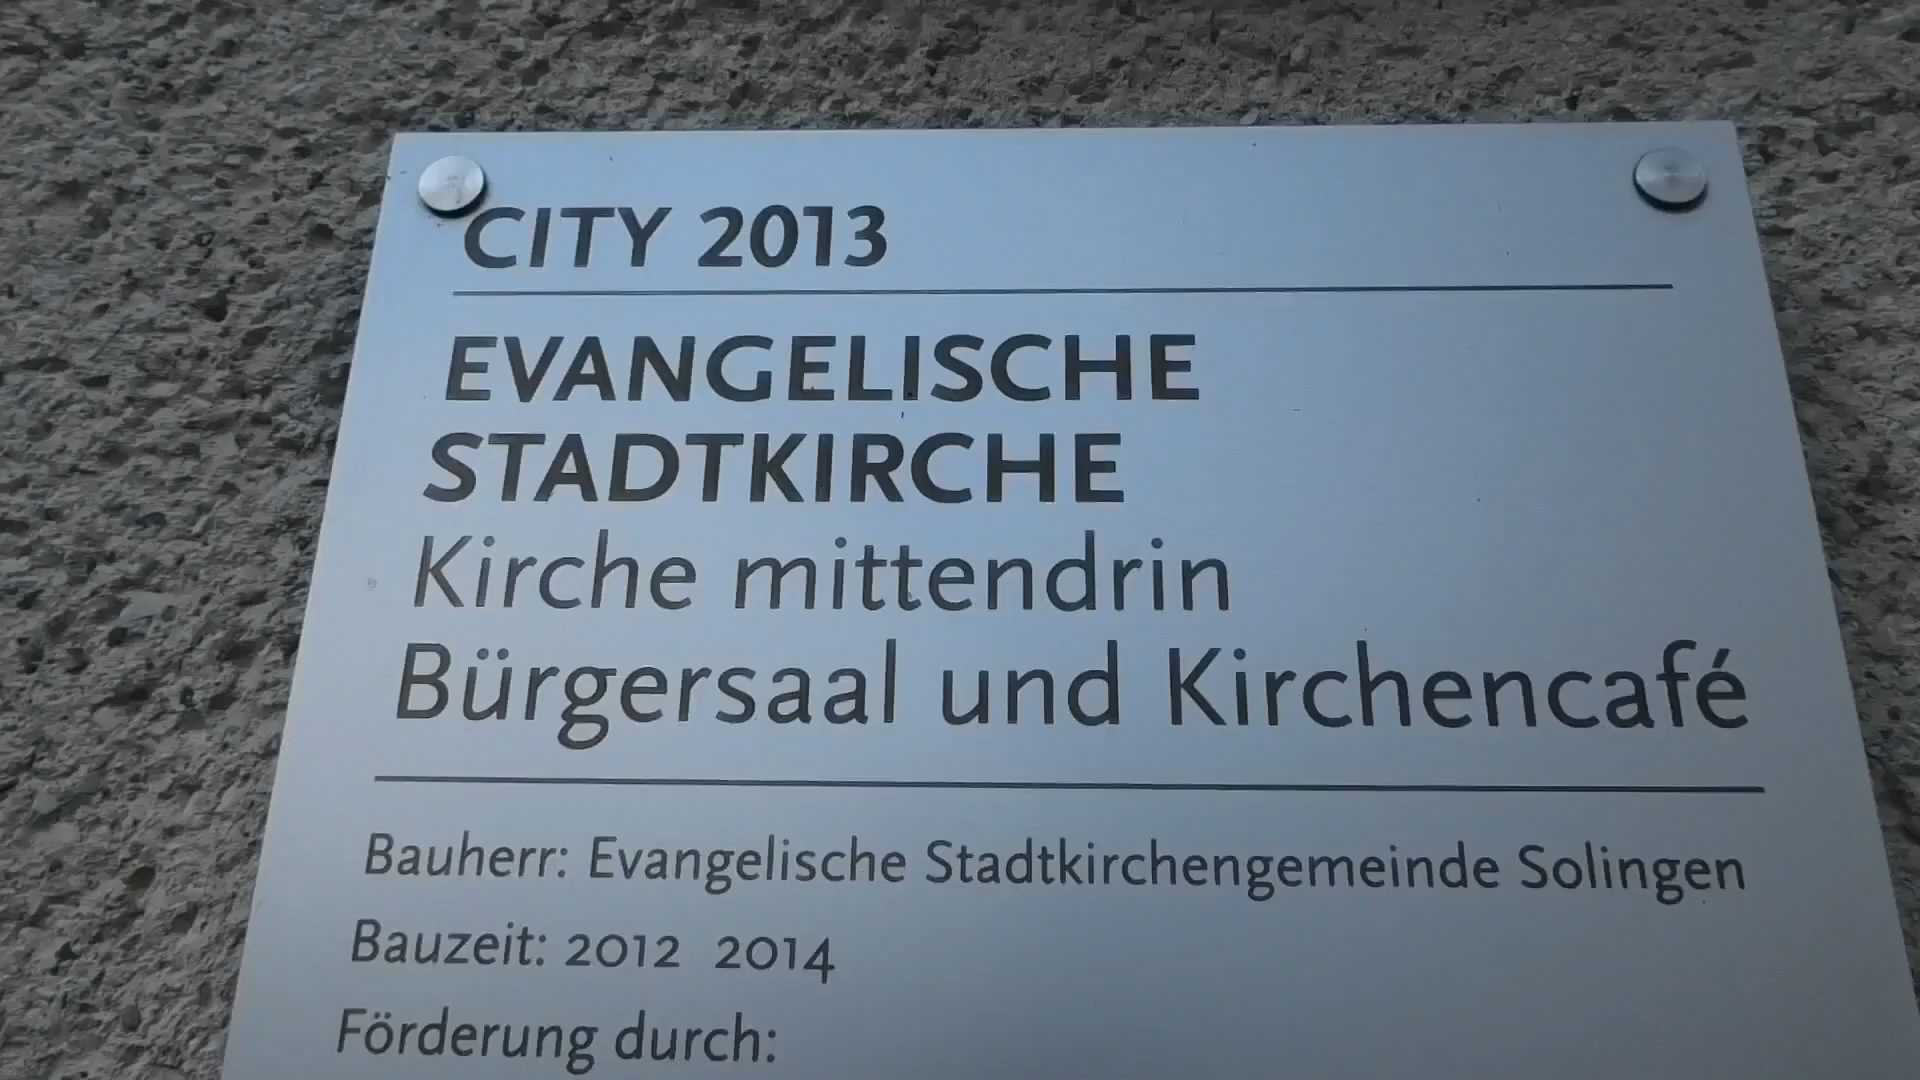 CITY 2013
EVANGELISCHE
STADTKIRCHE
Kirche mittendrin
Bürgersaal und Kirchencafé
Bauherr: Evangelische Stadtkirchengemeinde Solingen
Bauzeit: 2012 2014
Förderung durch: